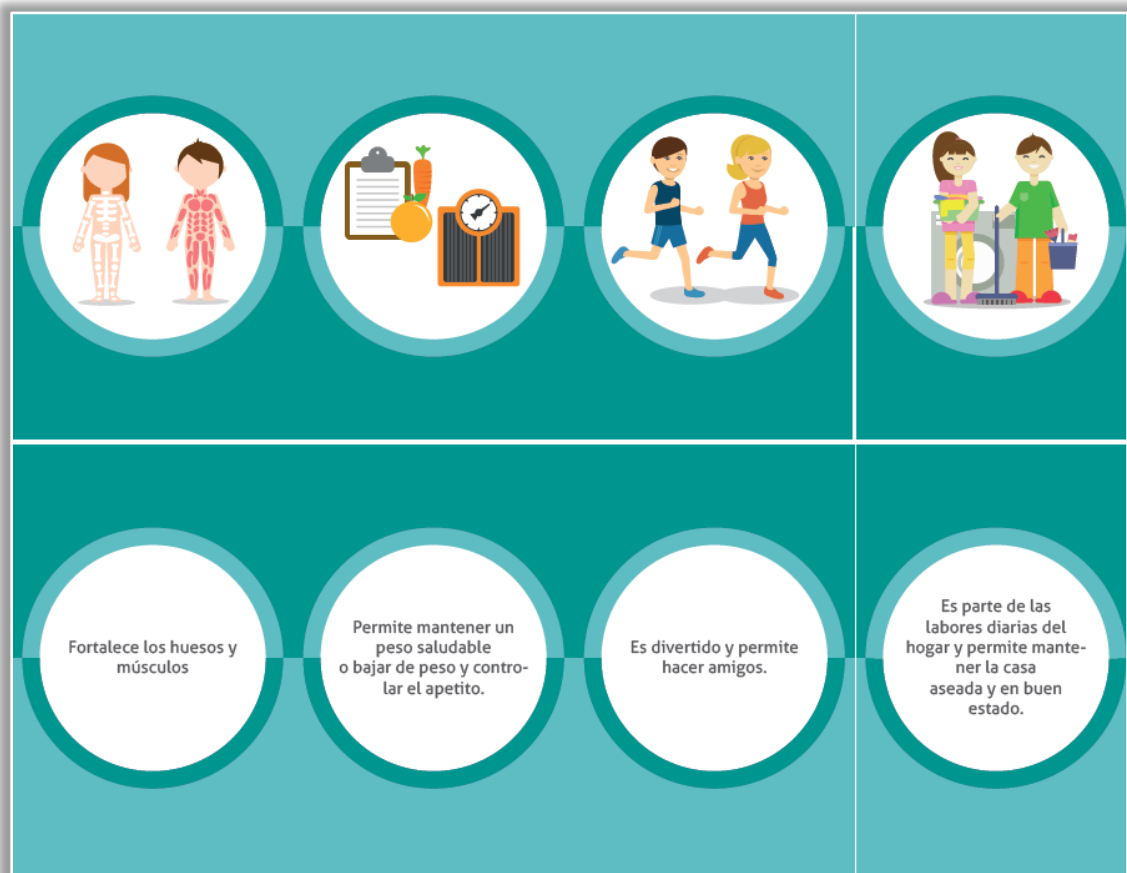 Fortalece los huesos y
músculos
Permite mantener un
peso saludable
o bajar de peso y contro-
lar el apetito.
Es divertido y permite
hacer amigos.
Es parte de las
labores diarias del
hogar y permite mante-
ner la casa
aseada y en buen
estado.